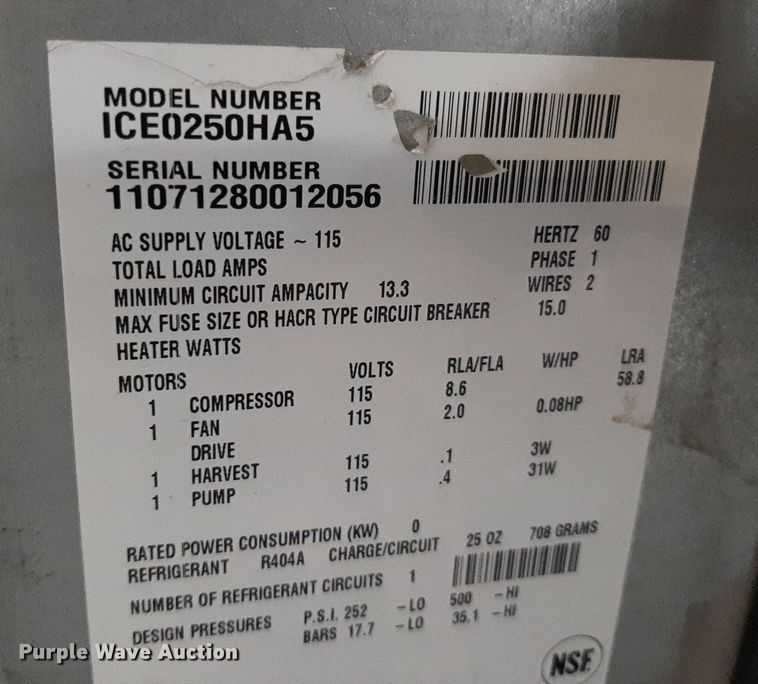 MODEL NUMBER
ICE0250HA5
SERIAL NUMBER
11071280012056
AC SUPPLY VOLTAGE ~ 115 HERTZ 60
TOTAL LOAD AMPS PHASE 1
MINIMUM CIRCUIT AMPACITY 13.3 WIRES 2
MAX FUSE SIZE OR HACR TYPE CIRCUIT BREAKER 15.0
HEATER WATTS
MOTORS VOLTS RLA/FLA W/HP LRA
1 COMPRESSOR 115 8.6 58.8
1 FAN 115 2.0 0.08HP
DRIVE
1 HARVEST 115 .1 3W
1 PUMP 115 .4 31W
RATED POWER CONSUMPTION (KW) 0
REFRIGERANT R404A CHARGE/CIRCUIT 25 OZ 708 GRAMS
NUMBER OF REFRIGERANT CIRCUITS 1
DESIGN PRESSURES P.S.I. 252 -LO 500 -HI
BARS 17.7 -LO 35.1 -HI
NSF
Purple Wave Auction